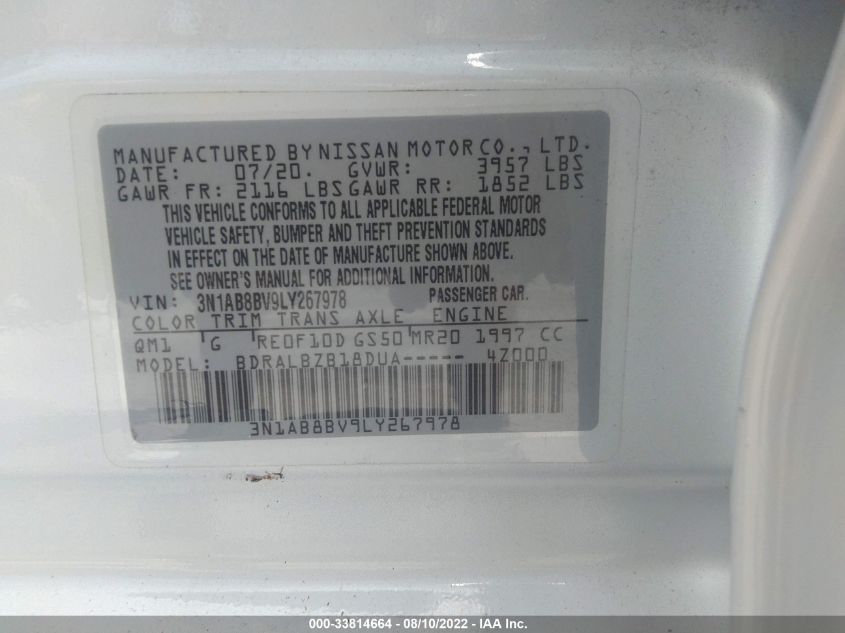 MANUFACTURED BY NISSAN MOTOR CO., LTD.
DATE: 07/20. GVWR: 3957 LBS
GAWR FR: 2116 LBS GAWR RR: 1852 LBS
THIS VEHICLE CONFORMS TO ALL APPLICABLE FEDERAL MOTOR
VEHICLE SAFETY, BUMPER AND THEFT PREVENTION STANDARDS
IN EFFECT ON THE DATE OF MANUFACTURE SHOWN ABOVE.
SEE OWNER'S MANUAL FOR ADDITIONAL INFORMATION.
VIN: 3N1AB8BV9LY267978 PASSENGER CAR.
COLOR TRIM TRANS AXLE ENGINE
QM1 G RE0F10D GS50 MR20 1997 CC
MODEL: BDRALBZB18DUA----- 4Z000
3N1AB8BV9LY267978
000-33814664 - 08/10/2022 - IAA Inc.